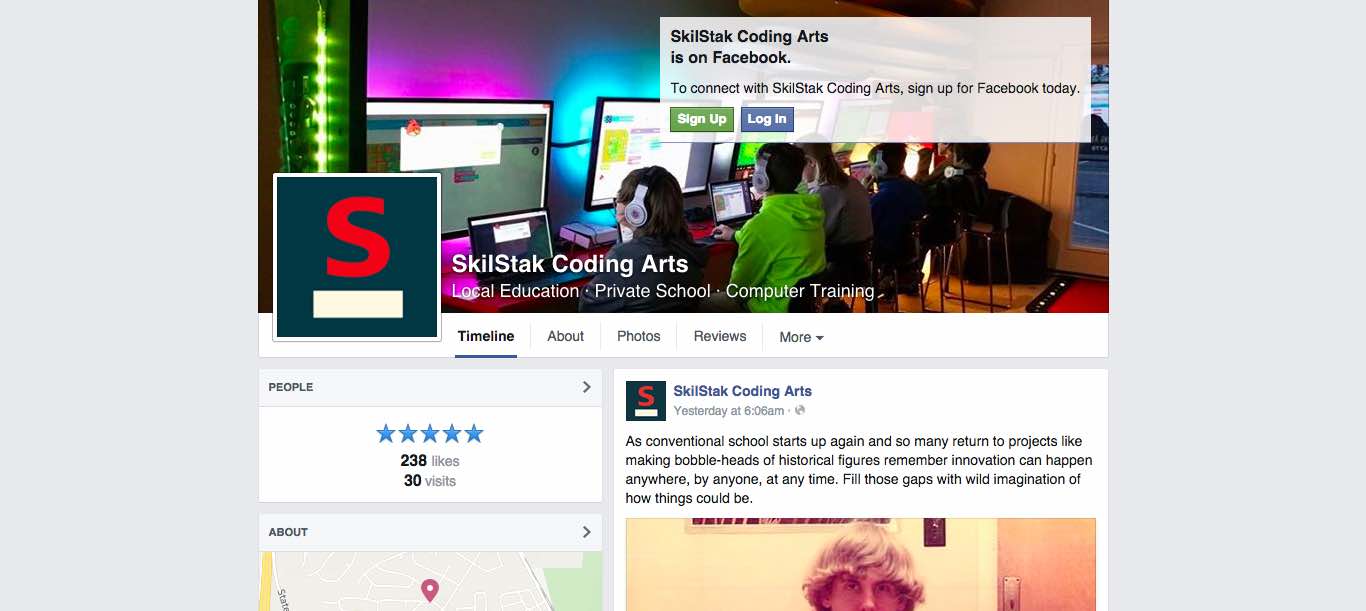 SkilStak Coding Arts
is on Facebook.
To connect with SkilStak Coding Arts, sign up for Facebook today.
Sign Up Log In
S
SkilStak Coding Arts
Local Education · Private School · Computer Training
Timeline About Photos Reviews More
PEOPLE
238 likes
30 visits
ABOUT
State
S
SkilStak Coding Arts
Yesterday at 6:06am ·
As conventional school starts up again and so many return to projects like
making bobble-heads of historical figures remember innovation can happen
anywhere, by anyone, at any time. Fill those gaps with wild imagination of
how things could be.